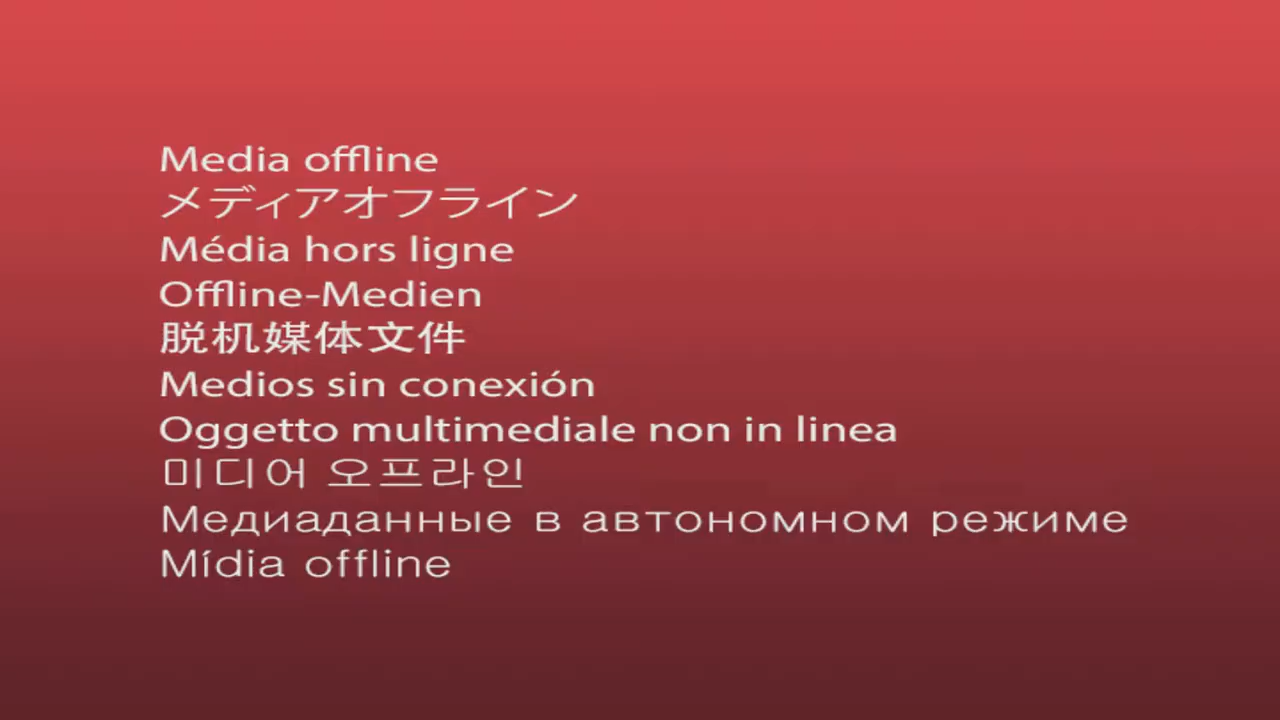 Media offline
メディアオフライン
Média hors ligne
Offline-Medien
脱机媒体文件
Medios sin conexión
Oggetto multimediale non in linea
미디어 오프라인
Медиаданные в автономном режиме
Mídia offline